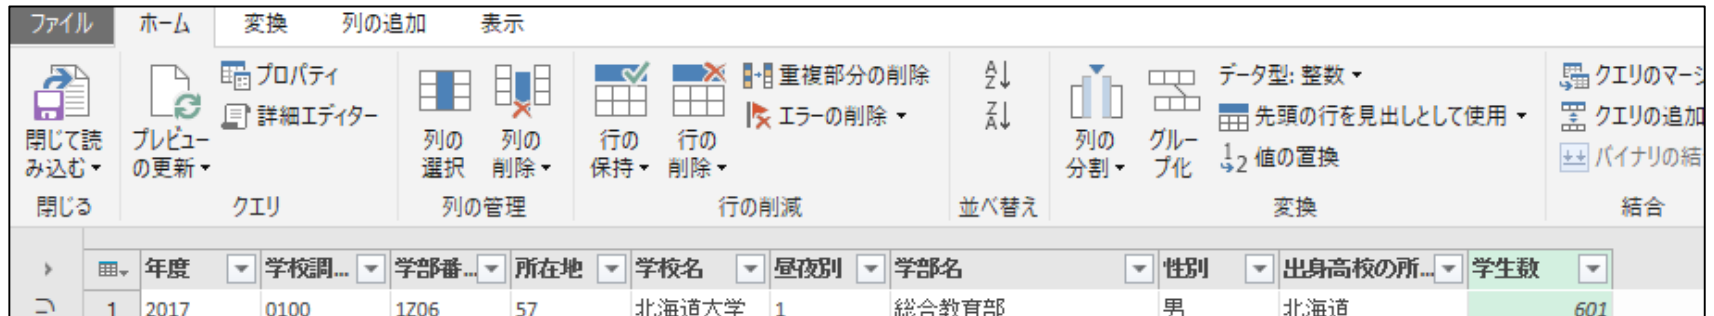 ファイル ホーム 変換 列の追加 表示
閉じて読
み込む
プレビュー
の更新
プロパティ
詳細エディター
列の
選択
列の
削除
行の
保持
行の
削除
重複部分の削除
エラーの削除
A
Z
Z
A
列の
分割
グルー
プ化
データ型: 整数
先頭の行を見出しとして使用
1
2 値の置換
クエリのマージ
クエリの追加
バイナリの結
閉じる クエリ 列の管理 行の削減 並べ替え 変換 結合
年度 学校調... 学部番... 所在地 学校名 昼夜別 学部名 性別 出身高校の所... 学生数
1 2017 0100 1Z06 57 北海道大学 1 総合教育部 男 北海道 601